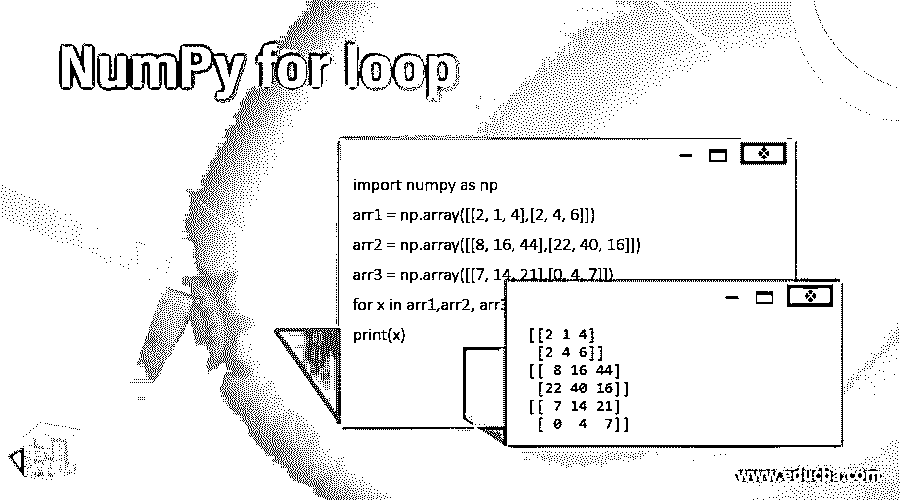 NumPy for loop
import numpy as np
arr1 = np.array([[2, 1, 4],[2, 4, 6]])
arr2 = np.array([[8, 16, 44],[22, 40, 16]])
arr3 = np.array([[7, 14, 21],[0, 4, 7]])
for x in arr1,arr2, arr3
print(x)
[[2 1 4]
[2 4 6]]
[[ 8 16 44]
[22 40 16]]
[[ 7 14 21]
[ 0 4 7]]
www.educba.com